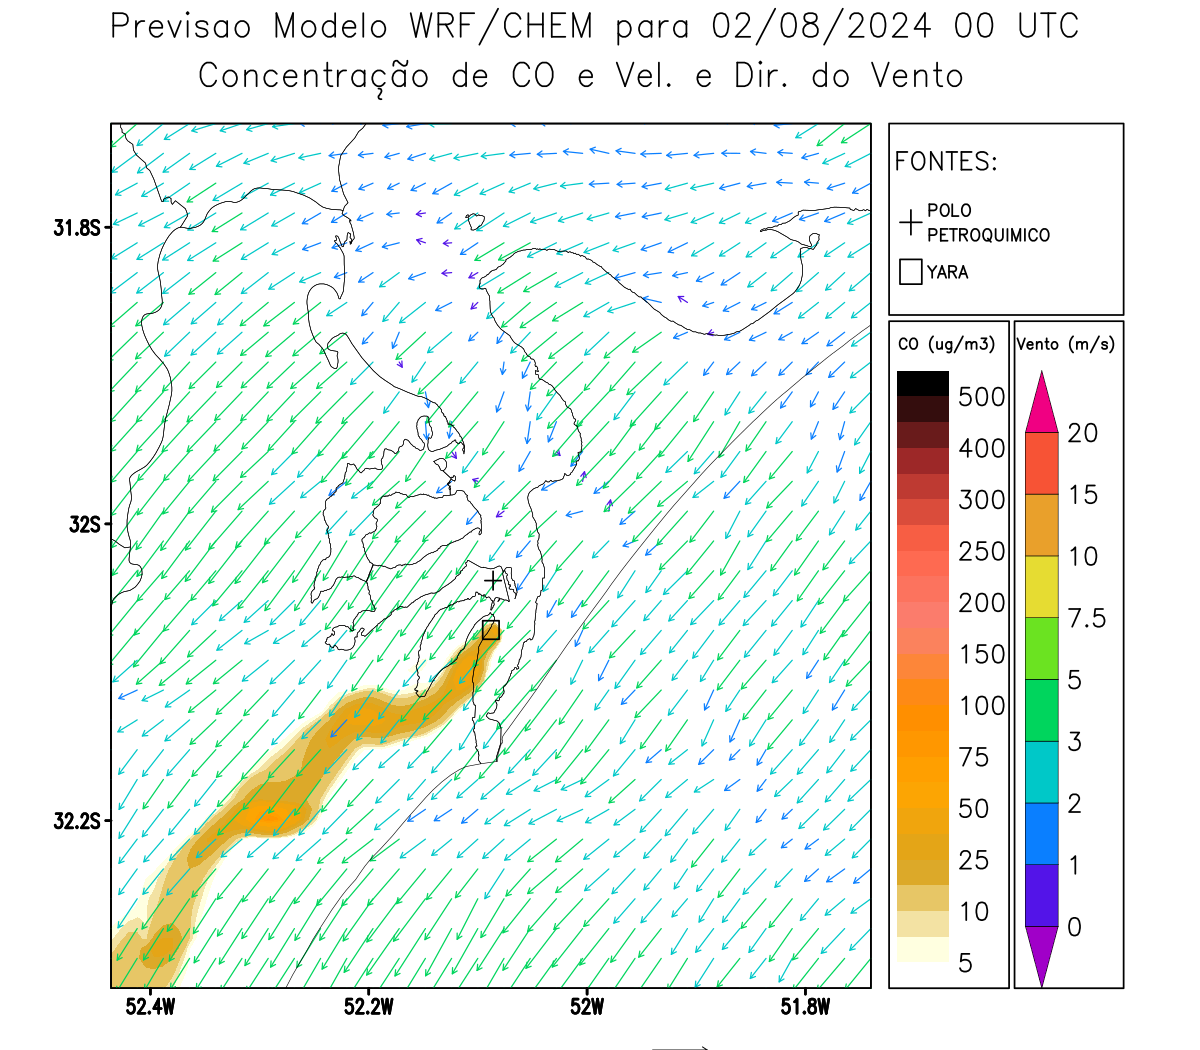 Previsao Modelo WRF/CHEM para 02/08/2024 00 UTC
Concentração de CO e Vel. e Dir. do Vento
FONTES:
POLO
PETROQUIMICO
YARA
CO (ug/m3)
500
400
300
250
200
150
100
75
50
25
10
5
Vento (m/s)
20
15
10
7.5
5
3
2
1
0
31.8S
32S
32.2S
52.4W
52.2W
52W
51.8W